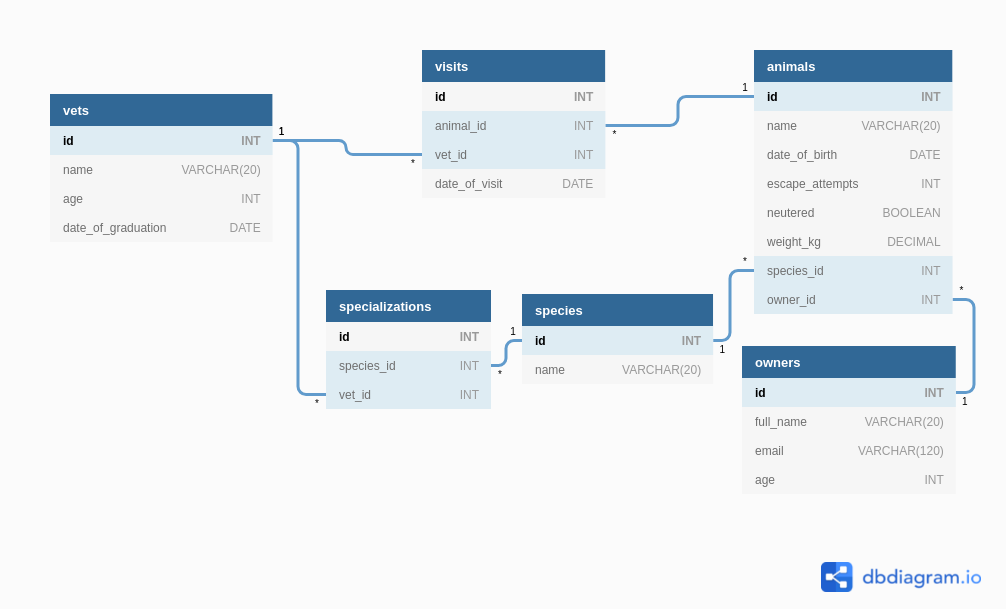 vets
id INT
name VARCHAR(20)
age INT
date_of_graduation DATE
visits
id INT
animal_id INT
vet_id INT
date_of_visit DATE
animals
id INT
name VARCHAR(20)
date_of_birth DATE
escape_attempts INT
neutered BOOLEAN
weight_kg DECIMAL
species_id INT
owner_id INT
specializations
id INT
species_id INT
vet_id INT
species
id INT
name VARCHAR(20)
owners
id INT
full_name VARCHAR(20)
email VARCHAR(120)
age INT
1
*
*
1
*
1
*
*
1
*
1
*
1
dbdiagram.io